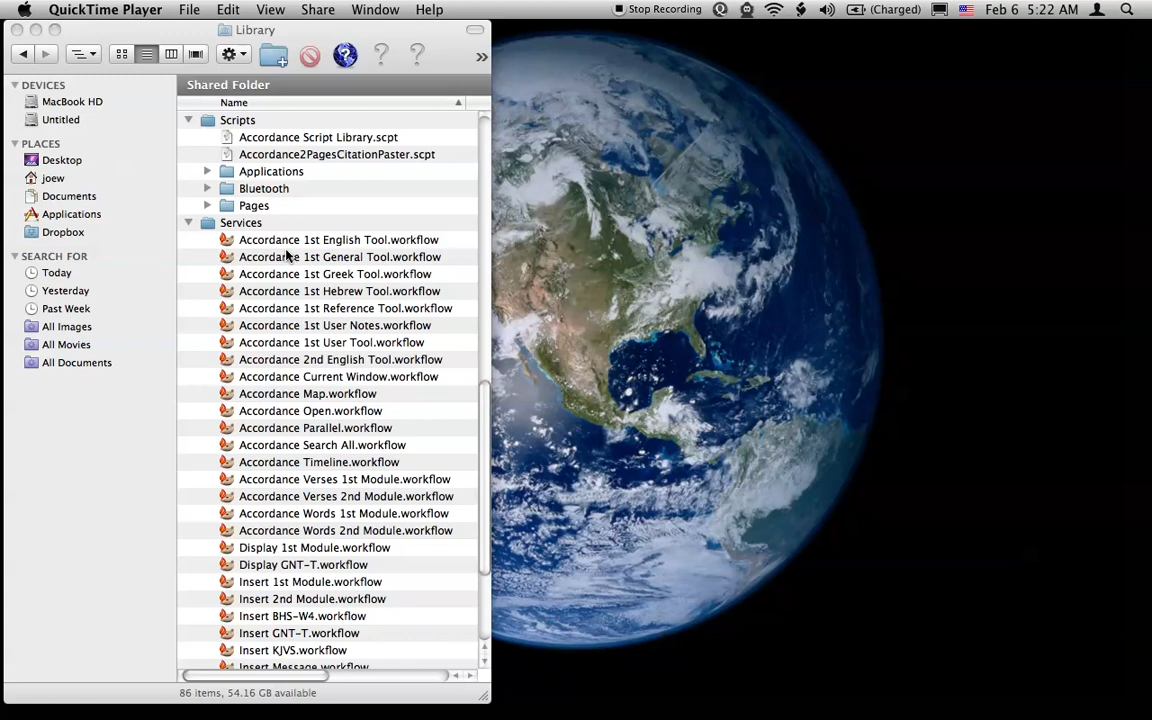 QuickTime Player File Edit View Share Window Help Stop Recording (Charged) Feb 6 5:22 AM
Library
Shared Folder
DEVICES
MacBook HD
Untitled
PLACES
Desktop
joew
Documents
Applications
Dropbox
SEARCH FOR
Today
Yesterday
Past Week
All Images
All Movies
All Documents
Name
Scripts
Accordance Script Library.scpt
Accordance2PagesCitationPaster.scpt
Applications
Bluetooth
Pages
Services
Accordance 1st English Tool.workflow
Accordance 1st General Tool.workflow
Accordance 1st Greek Tool.workflow
Accordance 1st Hebrew Tool.workflow
Accordance 1st Reference Tool.workflow
Accordance 1st User Notes.workflow
Accordance 1st User Tool.workflow
Accordance 2nd English Tool.workflow
Accordance Current Window.workflow
Accordance Map.workflow
Accordance Open.workflow
Accordance Parallel.workflow
Accordance Search All.workflow
Accordance Timeline.workflow
Accordance Verses 1st Module.workflow
Accordance Verses 2nd Module.workflow
Accordance Words 1st Module.workflow
Accordance Words 2nd Module.workflow
Display 1st Module.workflow
Display GNT-T.workflow
Insert 1st Module.workflow
Insert 2nd Module.workflow
Insert BHS-W4.workflow
Insert GNT-T.workflow
Insert KJVS.workflow
Insert Message.workflow
86 items, 54.16 GB available